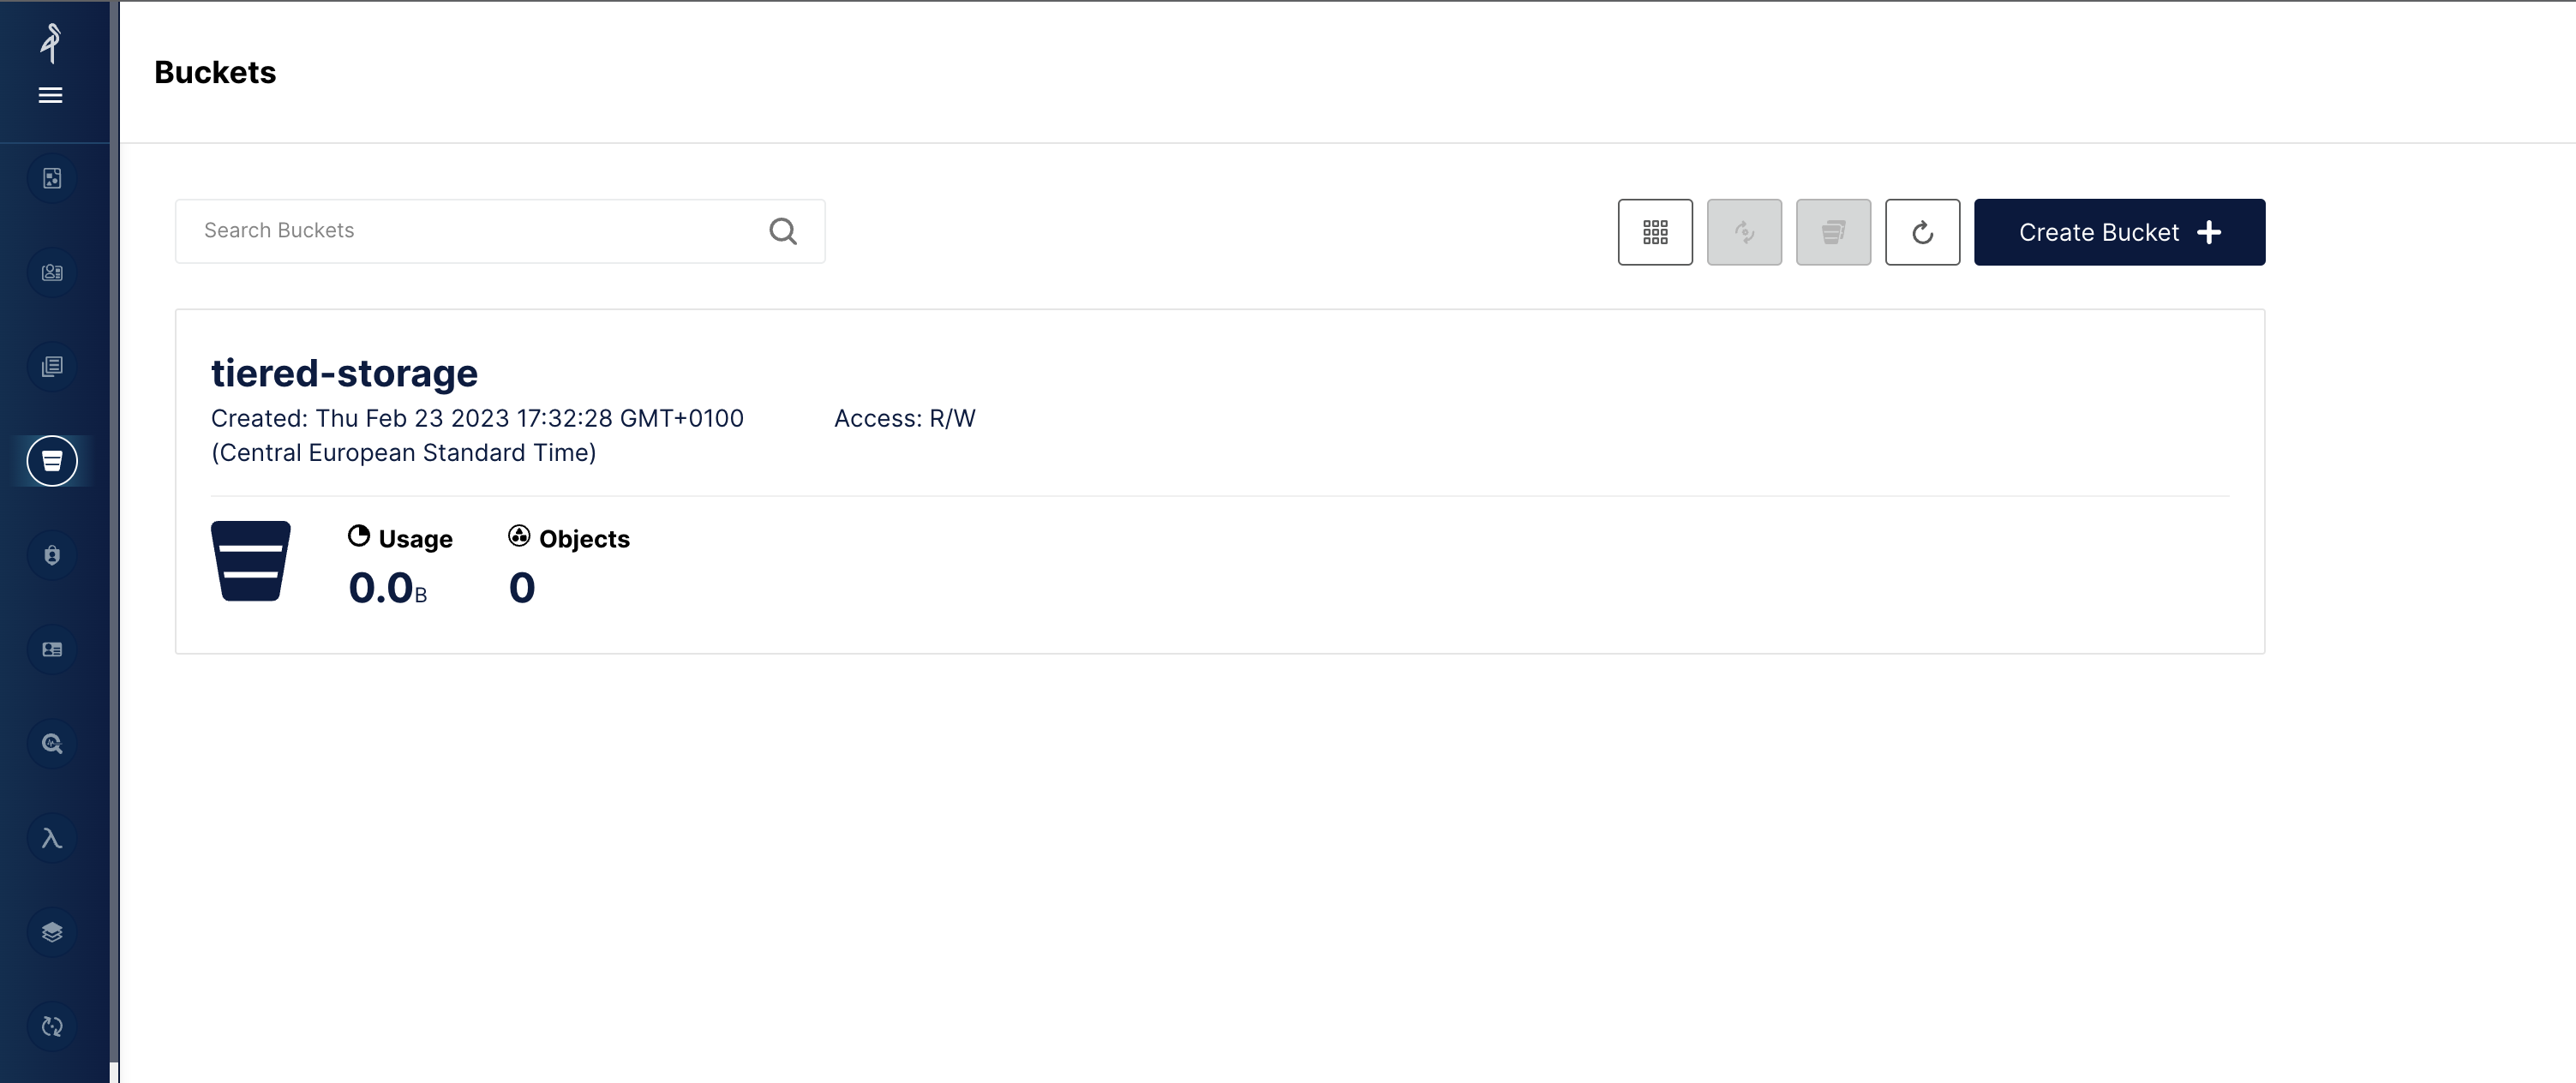 Buckets
Search Buckets
Create Bucket
tiered-storage
Created: Thu Feb 23 2023 17:32:28 GMT+0100
(Central European Standard Time)
Access: R/W
Usage
Objects
0.0B
0